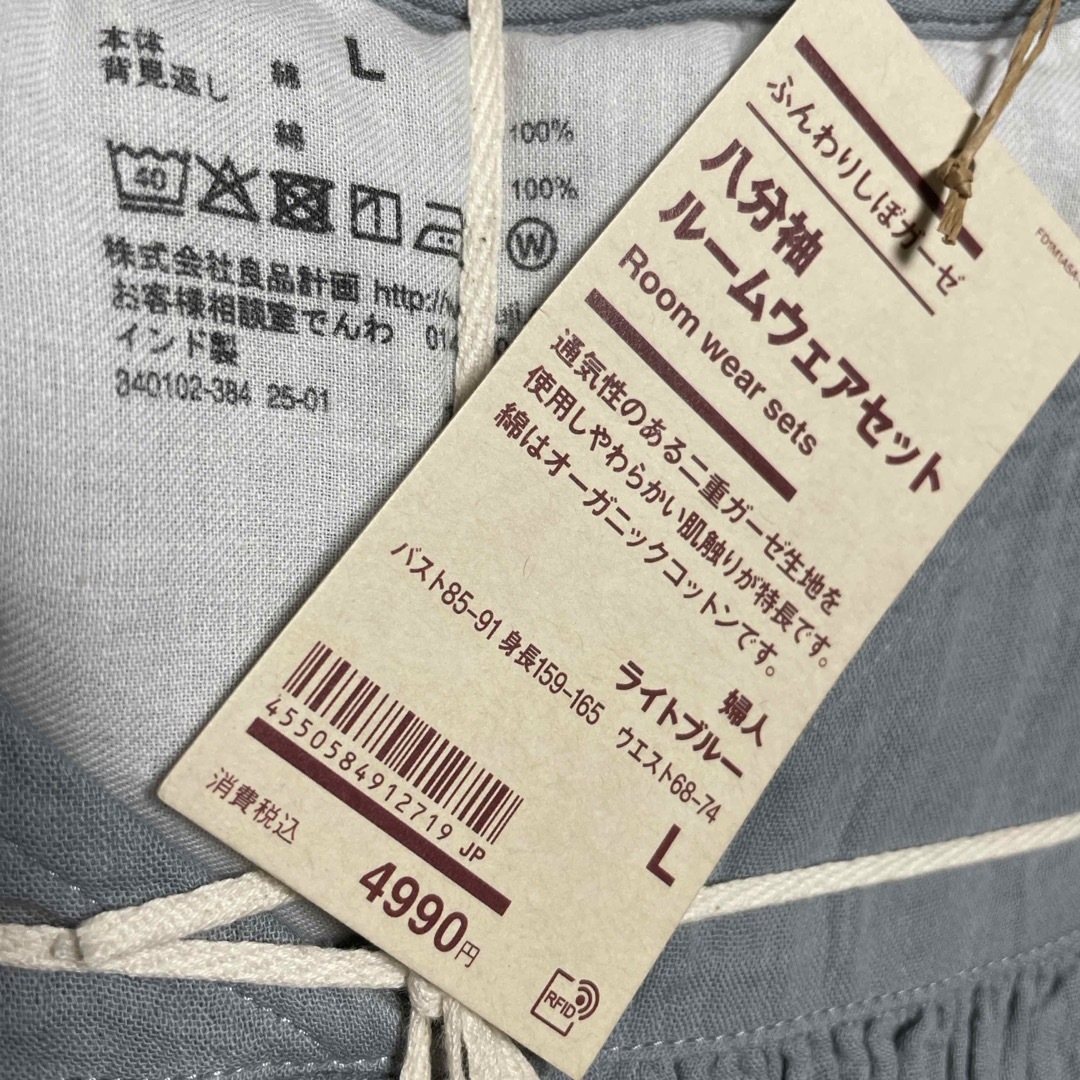 本体 綿 100%
背見返し 綿 100%
L
40
W
株式会社良品計画 http://
お客様相談室でんわ
インド製
340102-384 25-01
ふんわりしぼガーゼ
八分袖
ルームウェアセット
Room wear sets
通気性のある二重ガーゼ生地を
使用しやわらかい肌触りが特長です。
綿はオーガニックコットンです。
婦人
ライトブルー
バスト85-91 身長159-165 ウエスト68-74
L
4550584912719 JP
消費税込
4990円
RFID